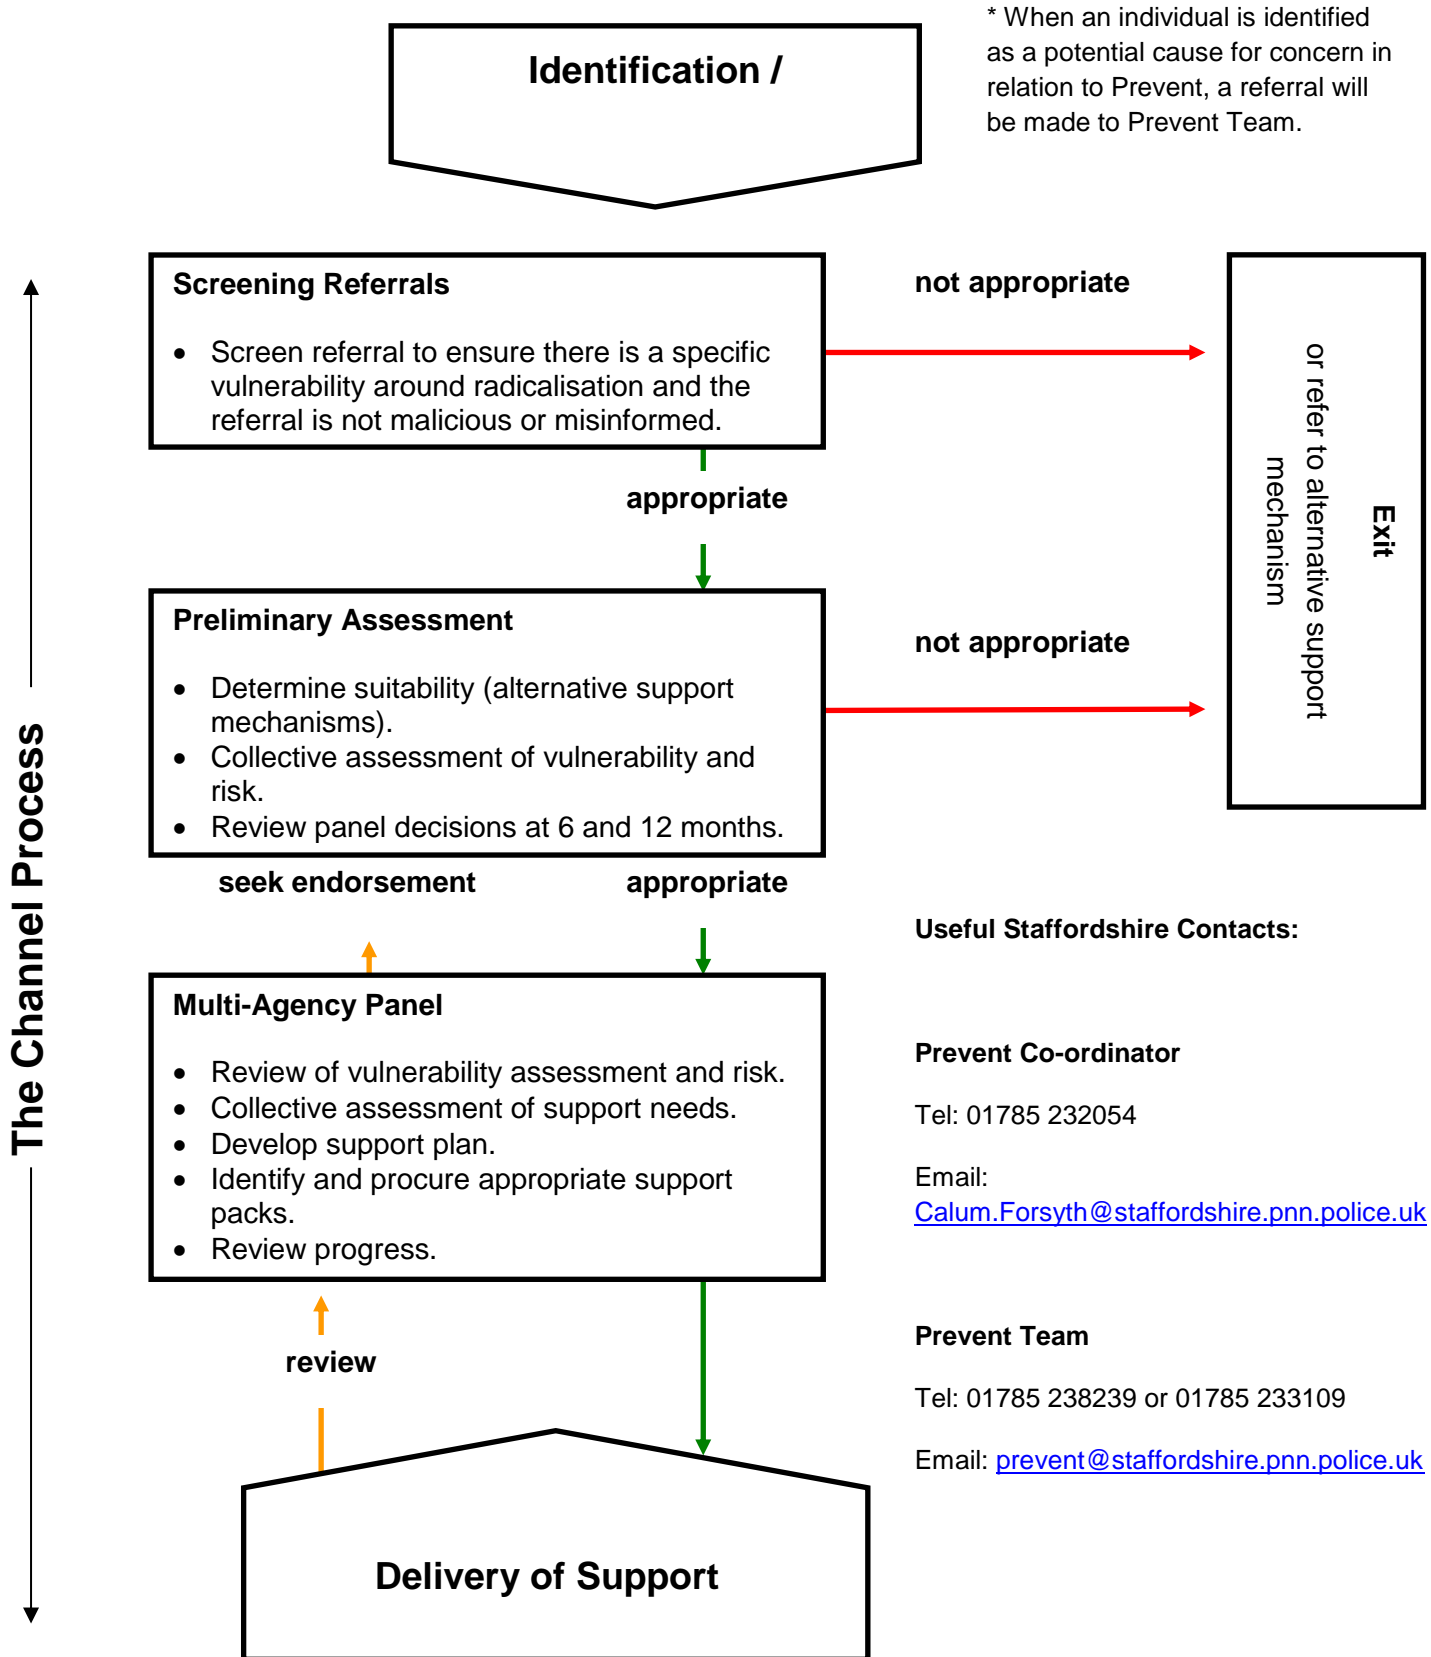 * When an individual is identified
as a potential cause for concern in
relation to Prevent, a referral will
be made to Prevent Team.
Identification /
The Channel Process
Screening Referrals
• Screen referral to ensure there is a specific
vulnerability around radicalisation and the
referral is not malicious or misinformed.
not appropriate
Exit
or refer to alternative support
mechanism
appropriate
Preliminary Assessment
• Determine suitability (alternative support
mechanisms).
• Collective assessment of vulnerability and
risk.
• Review panel decisions at 6 and 12 months.
not appropriate
seek endorsement
appropriate
Multi-Agency Panel
• Review of vulnerability assessment and risk.
• Collective assessment of support needs.
• Develop support plan.
• Identify and procure appropriate support
packs.
• Review progress.
review
Delivery of Support
Useful Staffordshire Contacts:
Prevent Co-ordinator
Tel: 01785 232054
Email:
Calum.Forsyth@staffordshire.pnn.police.uk
Prevent Team
Tel: 01785 238239 or 01785 233109
Email: prevent@staffordshire.pnn.police.uk